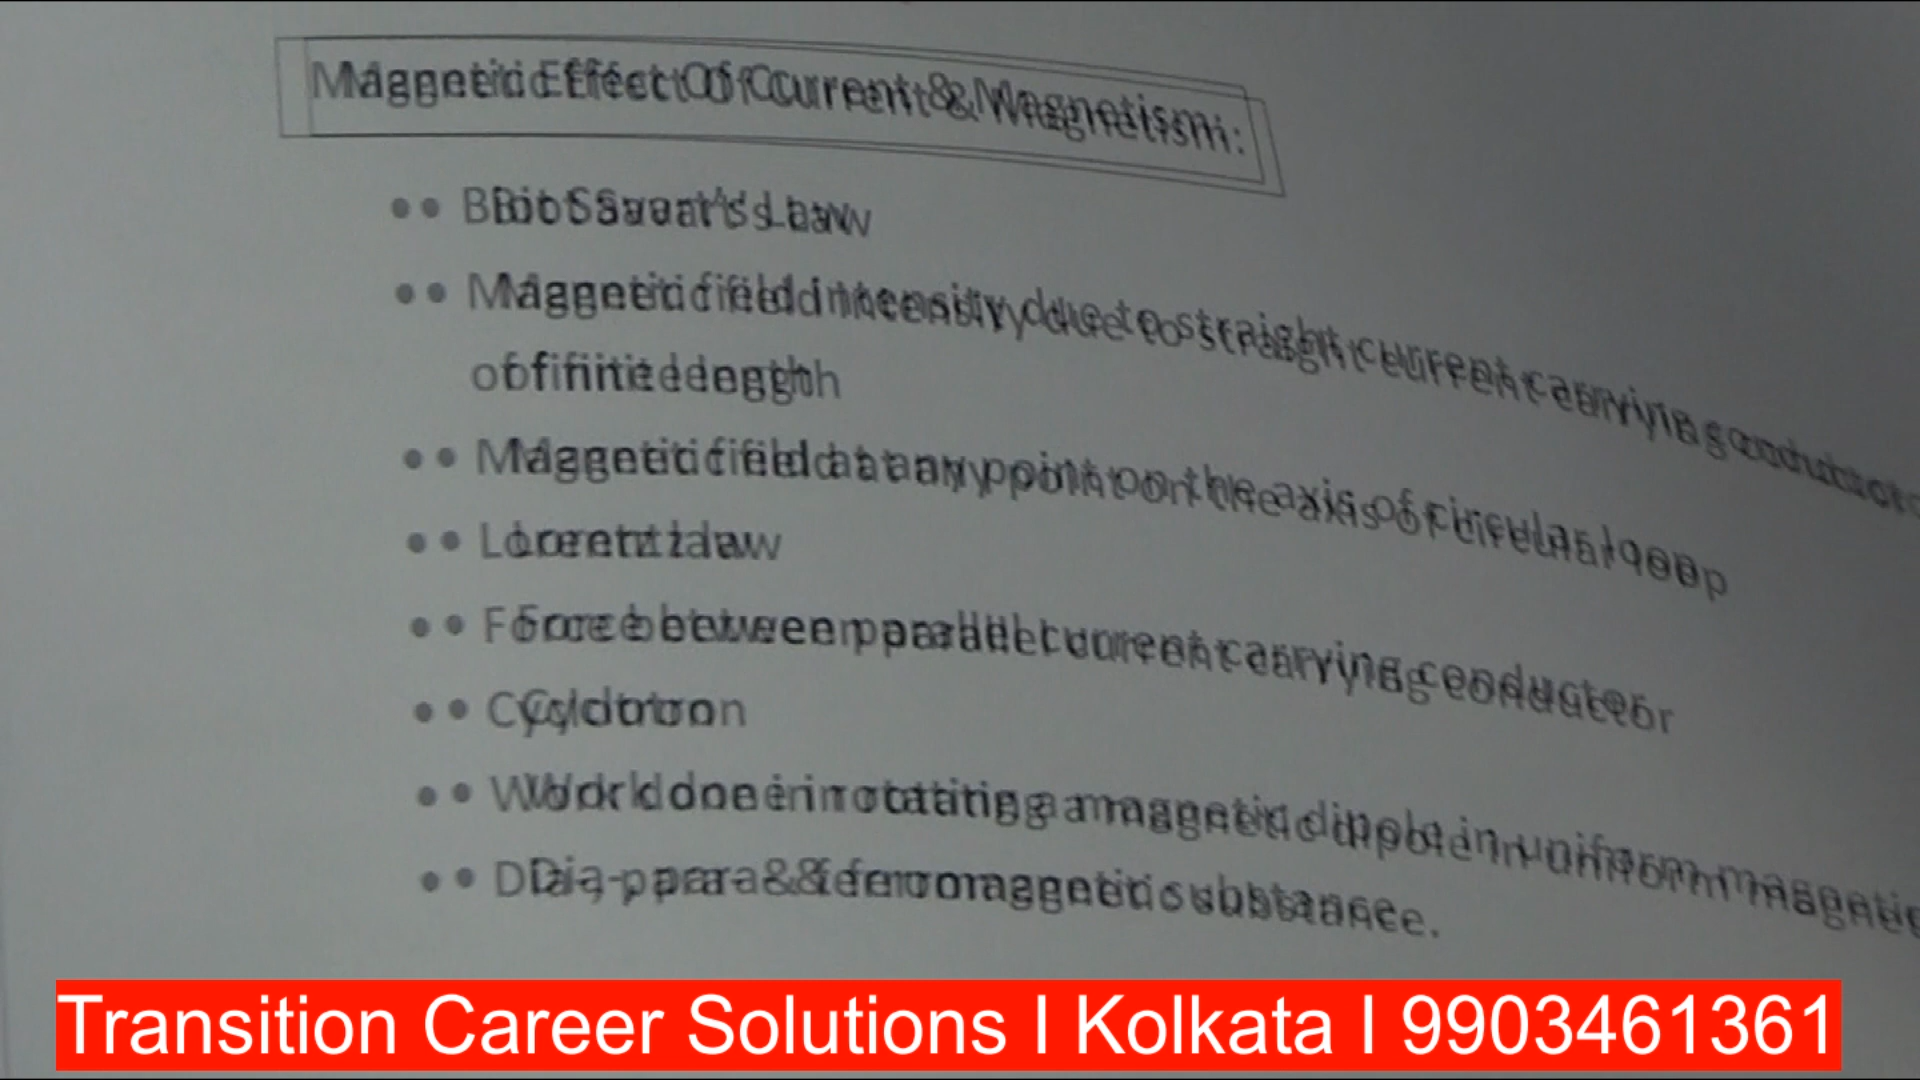 Magnetic Effect Of Current & Magnetism:
• Biot Savart's Law
• Magnetic field intensity due to straight current carrying conductor
of finite length
• Magnetic field at any point on the axis of circular loop
• Lorentz law
• Force between parallel current carrying conductor
• Cyclotron
• Work done in rotating a magnetic dipole in uniform magnetic
• Dia-, para- & ferromagnetic substance.
Transition Career Solutions I Kolkata I 9903461361